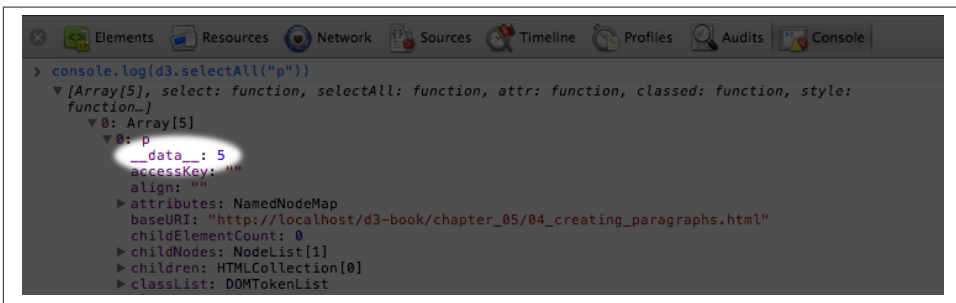 Elements Resources Network Sources Timeline Profiles Audits Console
> console.log(d3.selectAll("p"))
▼ [Array[5], select: function, selectAll: function, attr: function, classed: function, style:
function…]
▼ 0: Array[5]
▼ 0: p
__data__: 5
accessKey: ""
align: ""
▶ attributes: NamedNodeMap
baseURI: "http://localhost/d3-book/chapter_05/04_creating_paragraphs.html"
childElementCount: 0
▶ childNodes: NodeList[1]
▶ children: HTMLCollection[0]
▶ classList: DOMTokenList